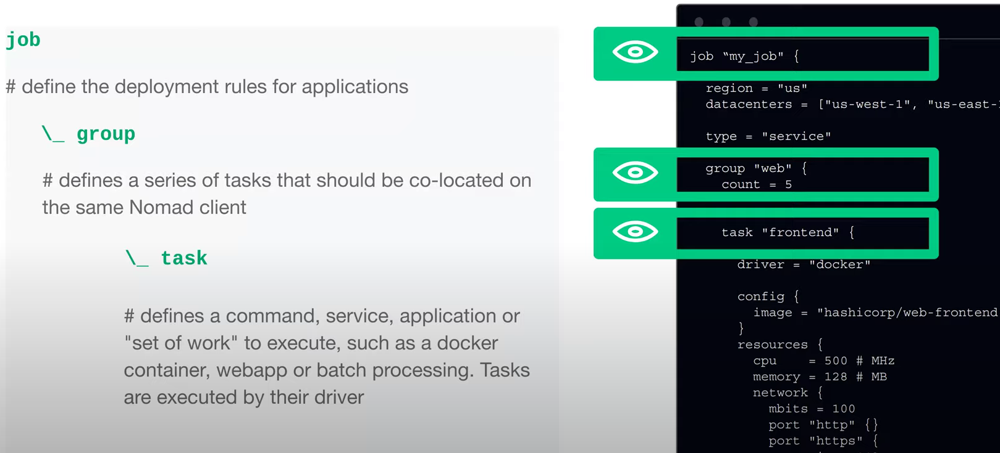 job
# define the deployment rules for applications
\_ group
# defines a series of tasks that should be co-located on
the same Nomad client
\_ task
# defines a command, service, application or
"set of work" to execute, such as a docker
container, webapp or batch processing. Tasks
are executed by their driver
job “my_job" {
region = "us"
datacenters = ["us-west-1", "us-east-
type = "service"
group "web" {
count = 5
task "frontend" {
driver = "docker"
config {
image = "hashicorp/web-frontend
}
resources {
cpu    = 500 # MHz
memory = 128 # MB
network {
mbits = 100
port "http" {}
port "https" {